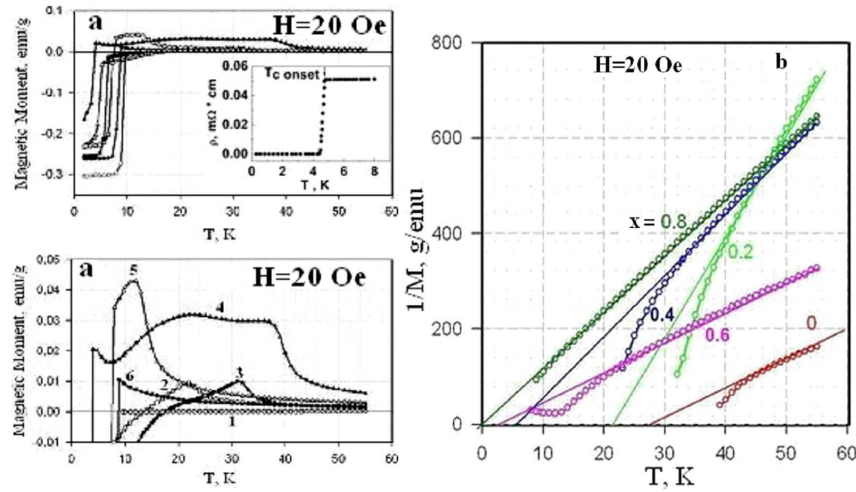 a
H=20 Oe
Magnetic Moment, emu/g
0.1
0.0
-0.1
-0.2
-0.3
0.06
0.04
0.02
0.00
ρ, mΩ * cm
Tc onset
0 2 4 6 8
T, K
0 10 20 30 40 50 60
T, K
a
H=20 Oe
Magnetic Moment, emu/g
0.05
0.04
0.03
0.02
0.01
0.00
-0.01
5
4
6
2
3
1
0 10 20 30 40 50 60
T, K
H=20 Oe
b
1/M, g/emu
800
600
400
200
0
x = 0.8
0.2
0.4
0.6
0
0 10 20 30 40 50 60
T, K